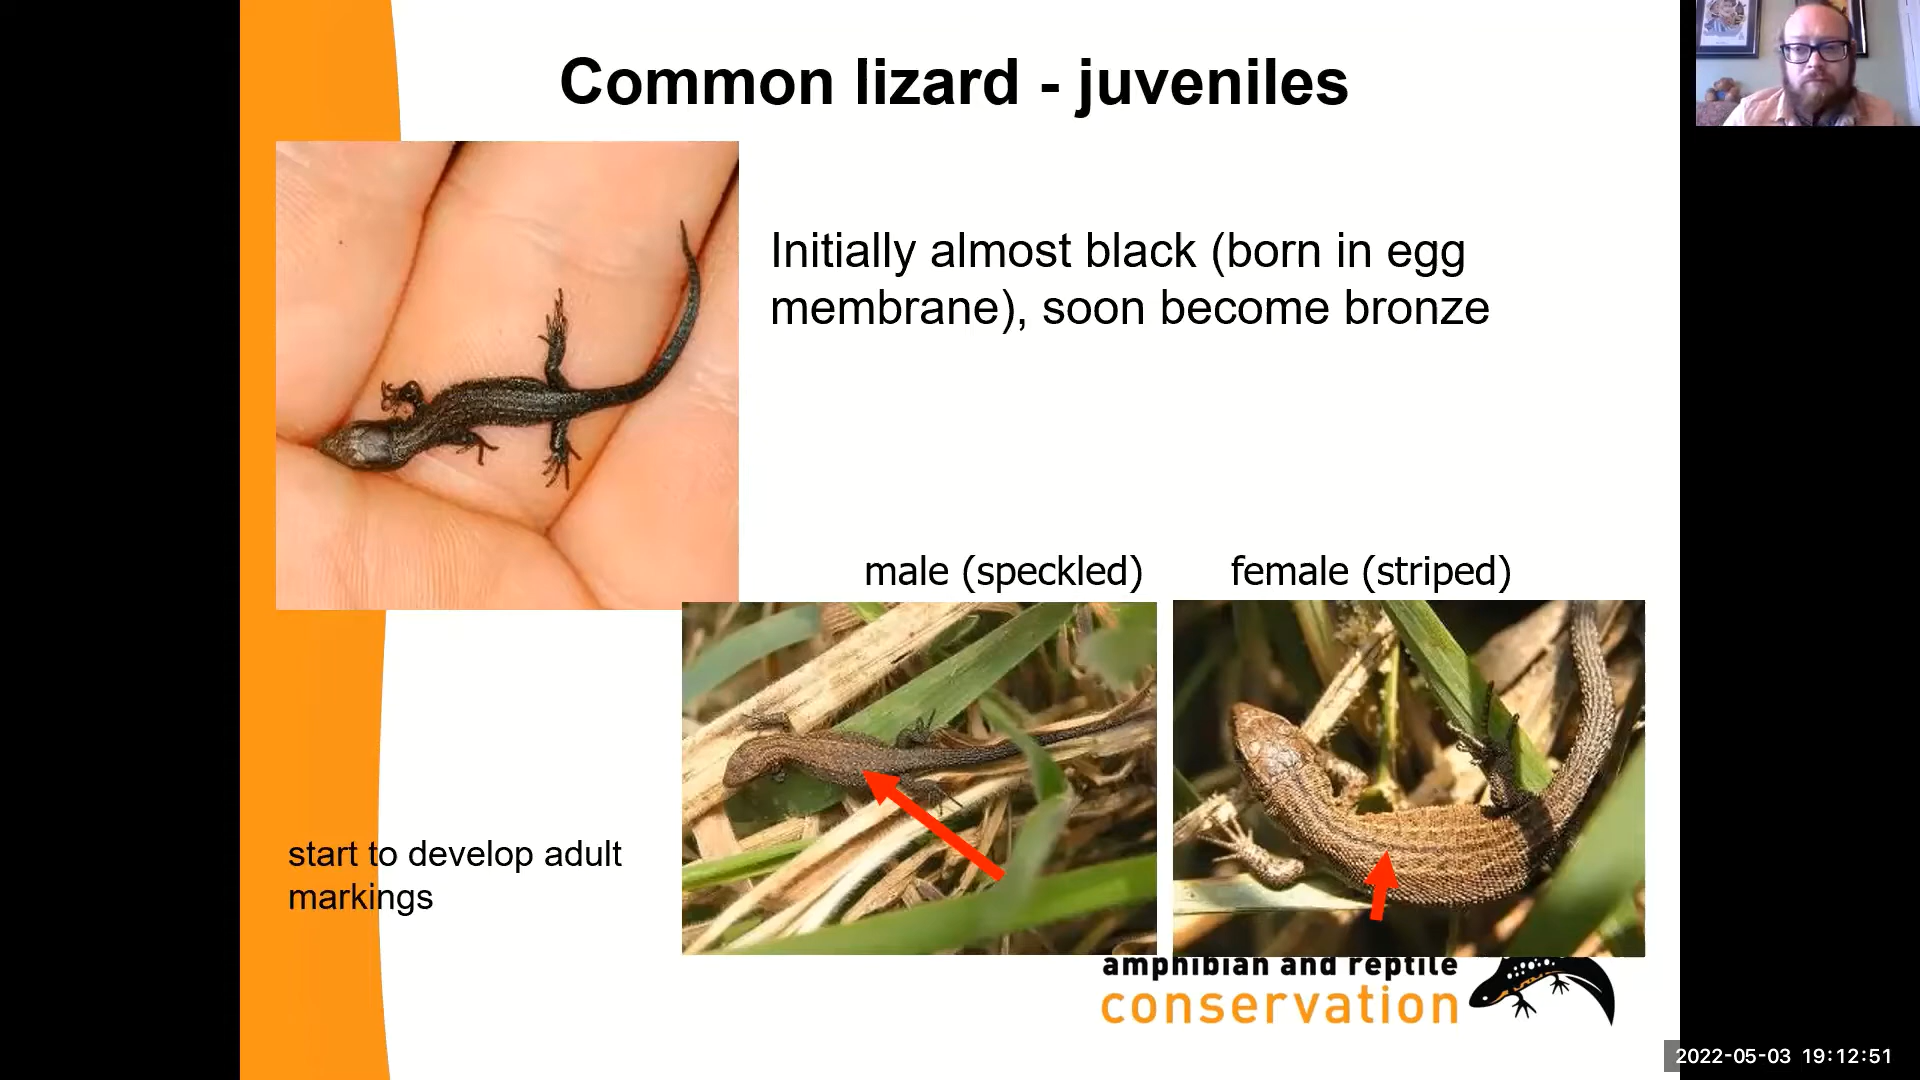 Common lizard - juveniles
Initially almost black (born in egg
membrane), soon become bronze
male (speckled)
female (striped)
start to develop adult
markings
amphibian and reptile
conservation
2022-05-03 19:12:51